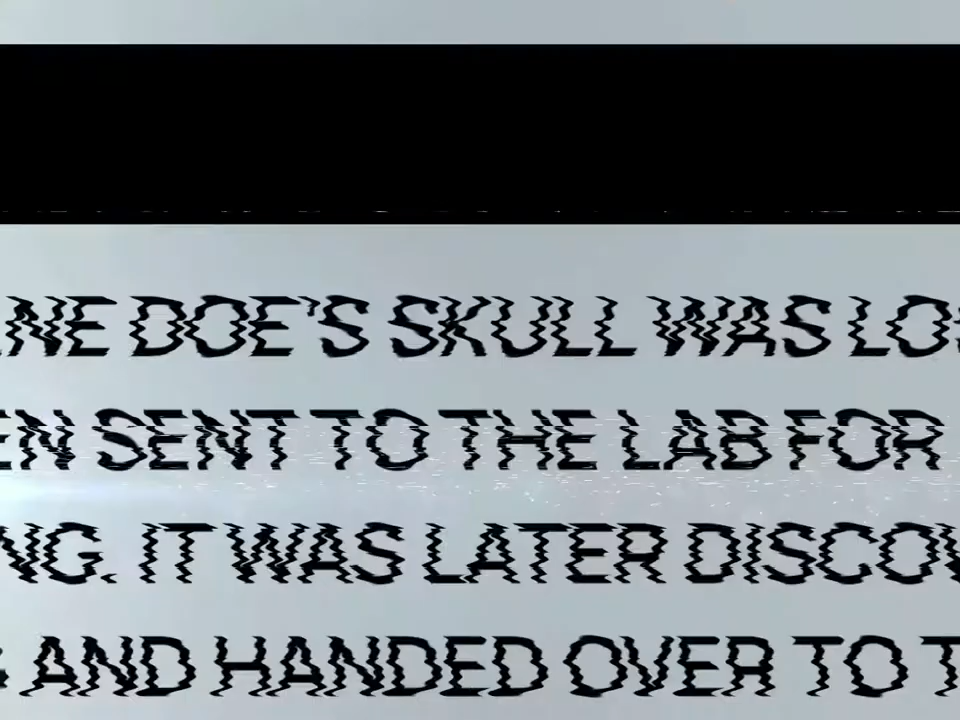 NE DOE'S SKULL WAS LO
EN SENT TO THE LAB FOR
NG. IT WAS LATER DISCO
AND HANDED OVER TO T